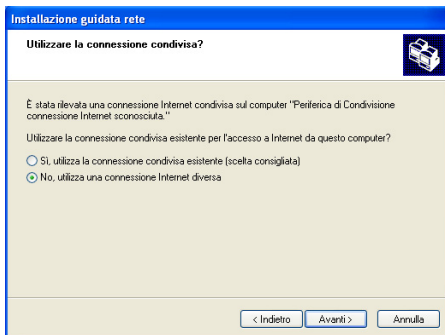 Installazione guidata rete
Utilizzare la connessione condivisa?
È stata rilevata una connessione Internet condivisa sul computer "Periferica di Condivisione
connessione Internet sconosciuta."
Utilizzare la connessione condivisa esistente per l'accesso a Internet da questo computer?
Sì, utilizza la connessione condivisa esistente (scelta consigliata)
No, utilizza una connessione Internet diversa
< Indietro Avanti > Annulla